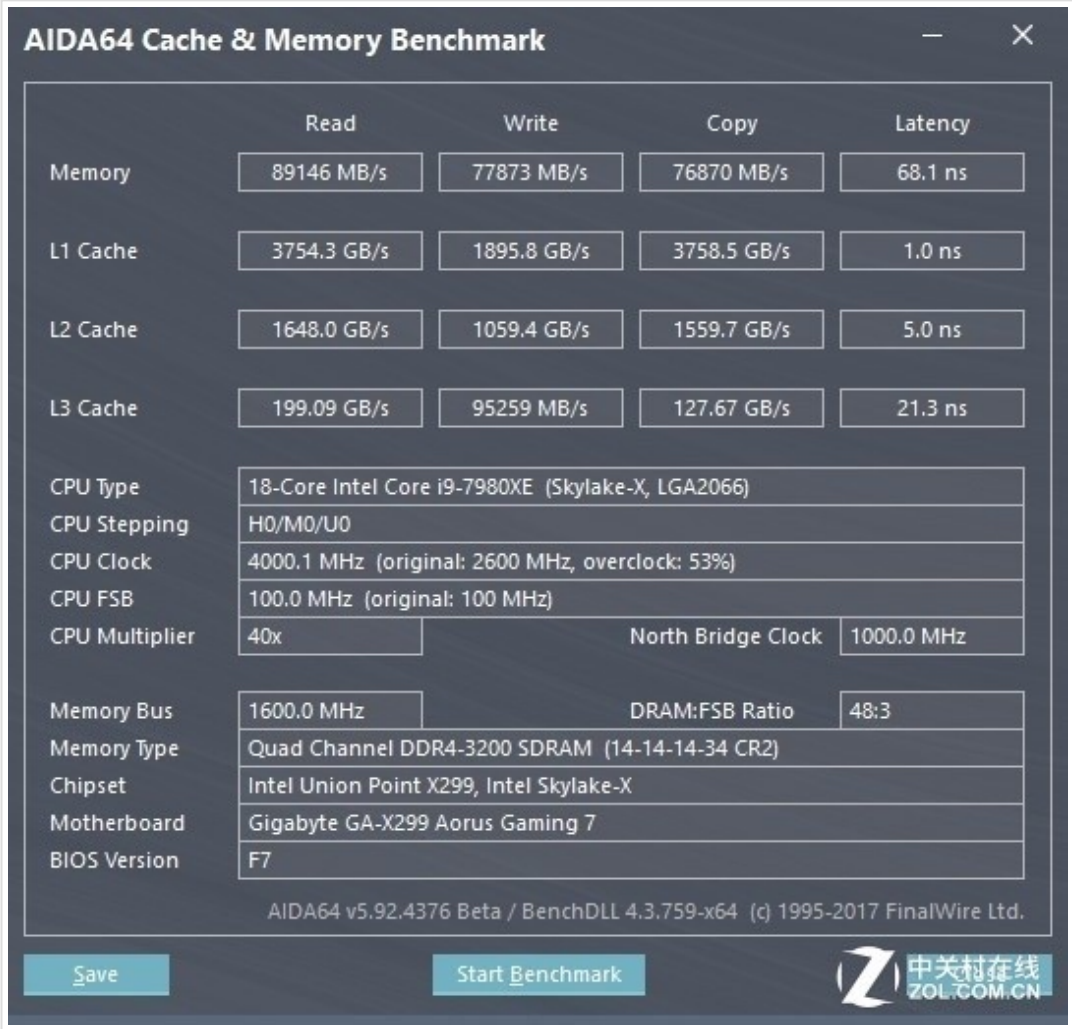 AIDA64 Cache & Memory Benchmark
Read Write Copy Latency
Memory 89146 MB/s 77873 MB/s 76870 MB/s 68.1 ns
L1 Cache 3754.3 GB/s 1895.8 GB/s 3758.5 GB/s 1.0 ns
L2 Cache 1648.0 GB/s 1059.4 GB/s 1559.7 GB/s 5.0 ns
L3 Cache 199.09 GB/s 95259 MB/s 127.67 GB/s 21.3 ns
CPU Type 18-Core Intel Core i9-7980XE (Skylake-X, LGA2066)
CPU Stepping H0/M0/U0
CPU Clock 4000.1 MHz (original: 2600 MHz, overclock: 53%)
CPU FSB 100.0 MHz (original: 100 MHz)
CPU Multiplier 40x North Bridge Clock 1000.0 MHz
Memory Bus 1600.0 MHz DRAM:FSB Ratio 48:3
Memory Type Quad Channel DDR4-3200 SDRAM (14-14-14-34 CR2)
Chipset Intel Union Point X299, Intel Skylake-X
Motherboard Gigabyte GA-X299 Aorus Gaming 7
BIOS Version F7
AIDA64 v5.92.4376 Beta / BenchDLL 4.3.759-x64 (c) 1995-2017 FinalWire Ltd.
Save Start Benchmark
中关村在线
ZOL.COM.CN